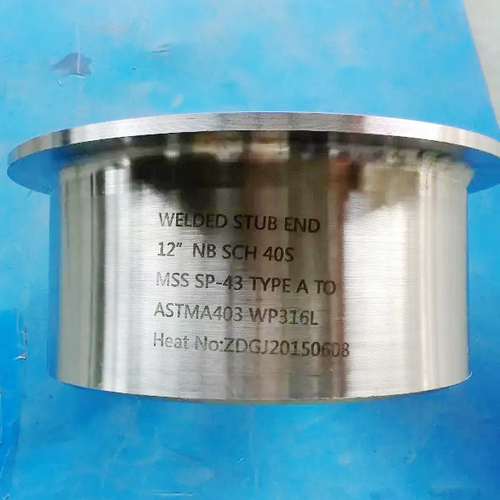 WELDED STUB END
12” NB SCH 40S
MSS SP-43 TYPE A TO
ASTMA403 WP316L
Heat No:ZDGJ20150608